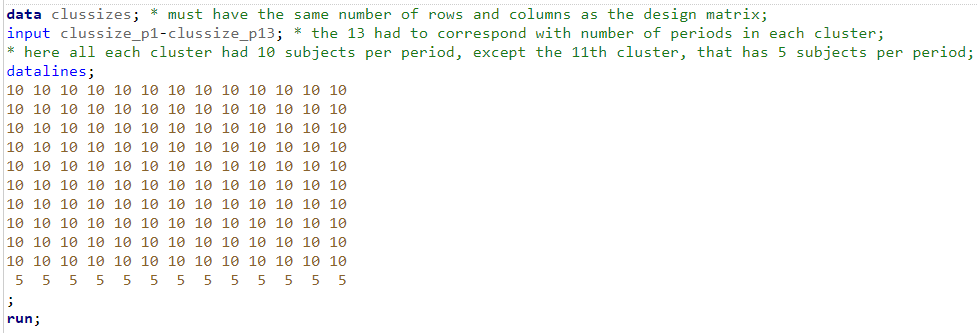 data clussizes; * must have the same number of rows and columns as the design matrix;
input clussize_p1-clussize_p13; * the 13 had to correspond with number of periods in each cluster;
* here all each cluster had 10 subjects per period, except the 11th cluster, that has 5 subjects per period;
datalines;
10 10 10 10 10 10 10 10 10 10 10 10 10
10 10 10 10 10 10 10 10 10 10 10 10 10
10 10 10 10 10 10 10 10 10 10 10 10 10
10 10 10 10 10 10 10 10 10 10 10 10 10
10 10 10 10 10 10 10 10 10 10 10 10 10
10 10 10 10 10 10 10 10 10 10 10 10 10
10 10 10 10 10 10 10 10 10 10 10 10 10
10 10 10 10 10 10 10 10 10 10 10 10 10
10 10 10 10 10 10 10 10 10 10 10 10 10
10 10 10 10 10 10 10 10 10 10 10 10 10
5 5 5 5 5 5 5 5 5 5 5 5 5
;
run;